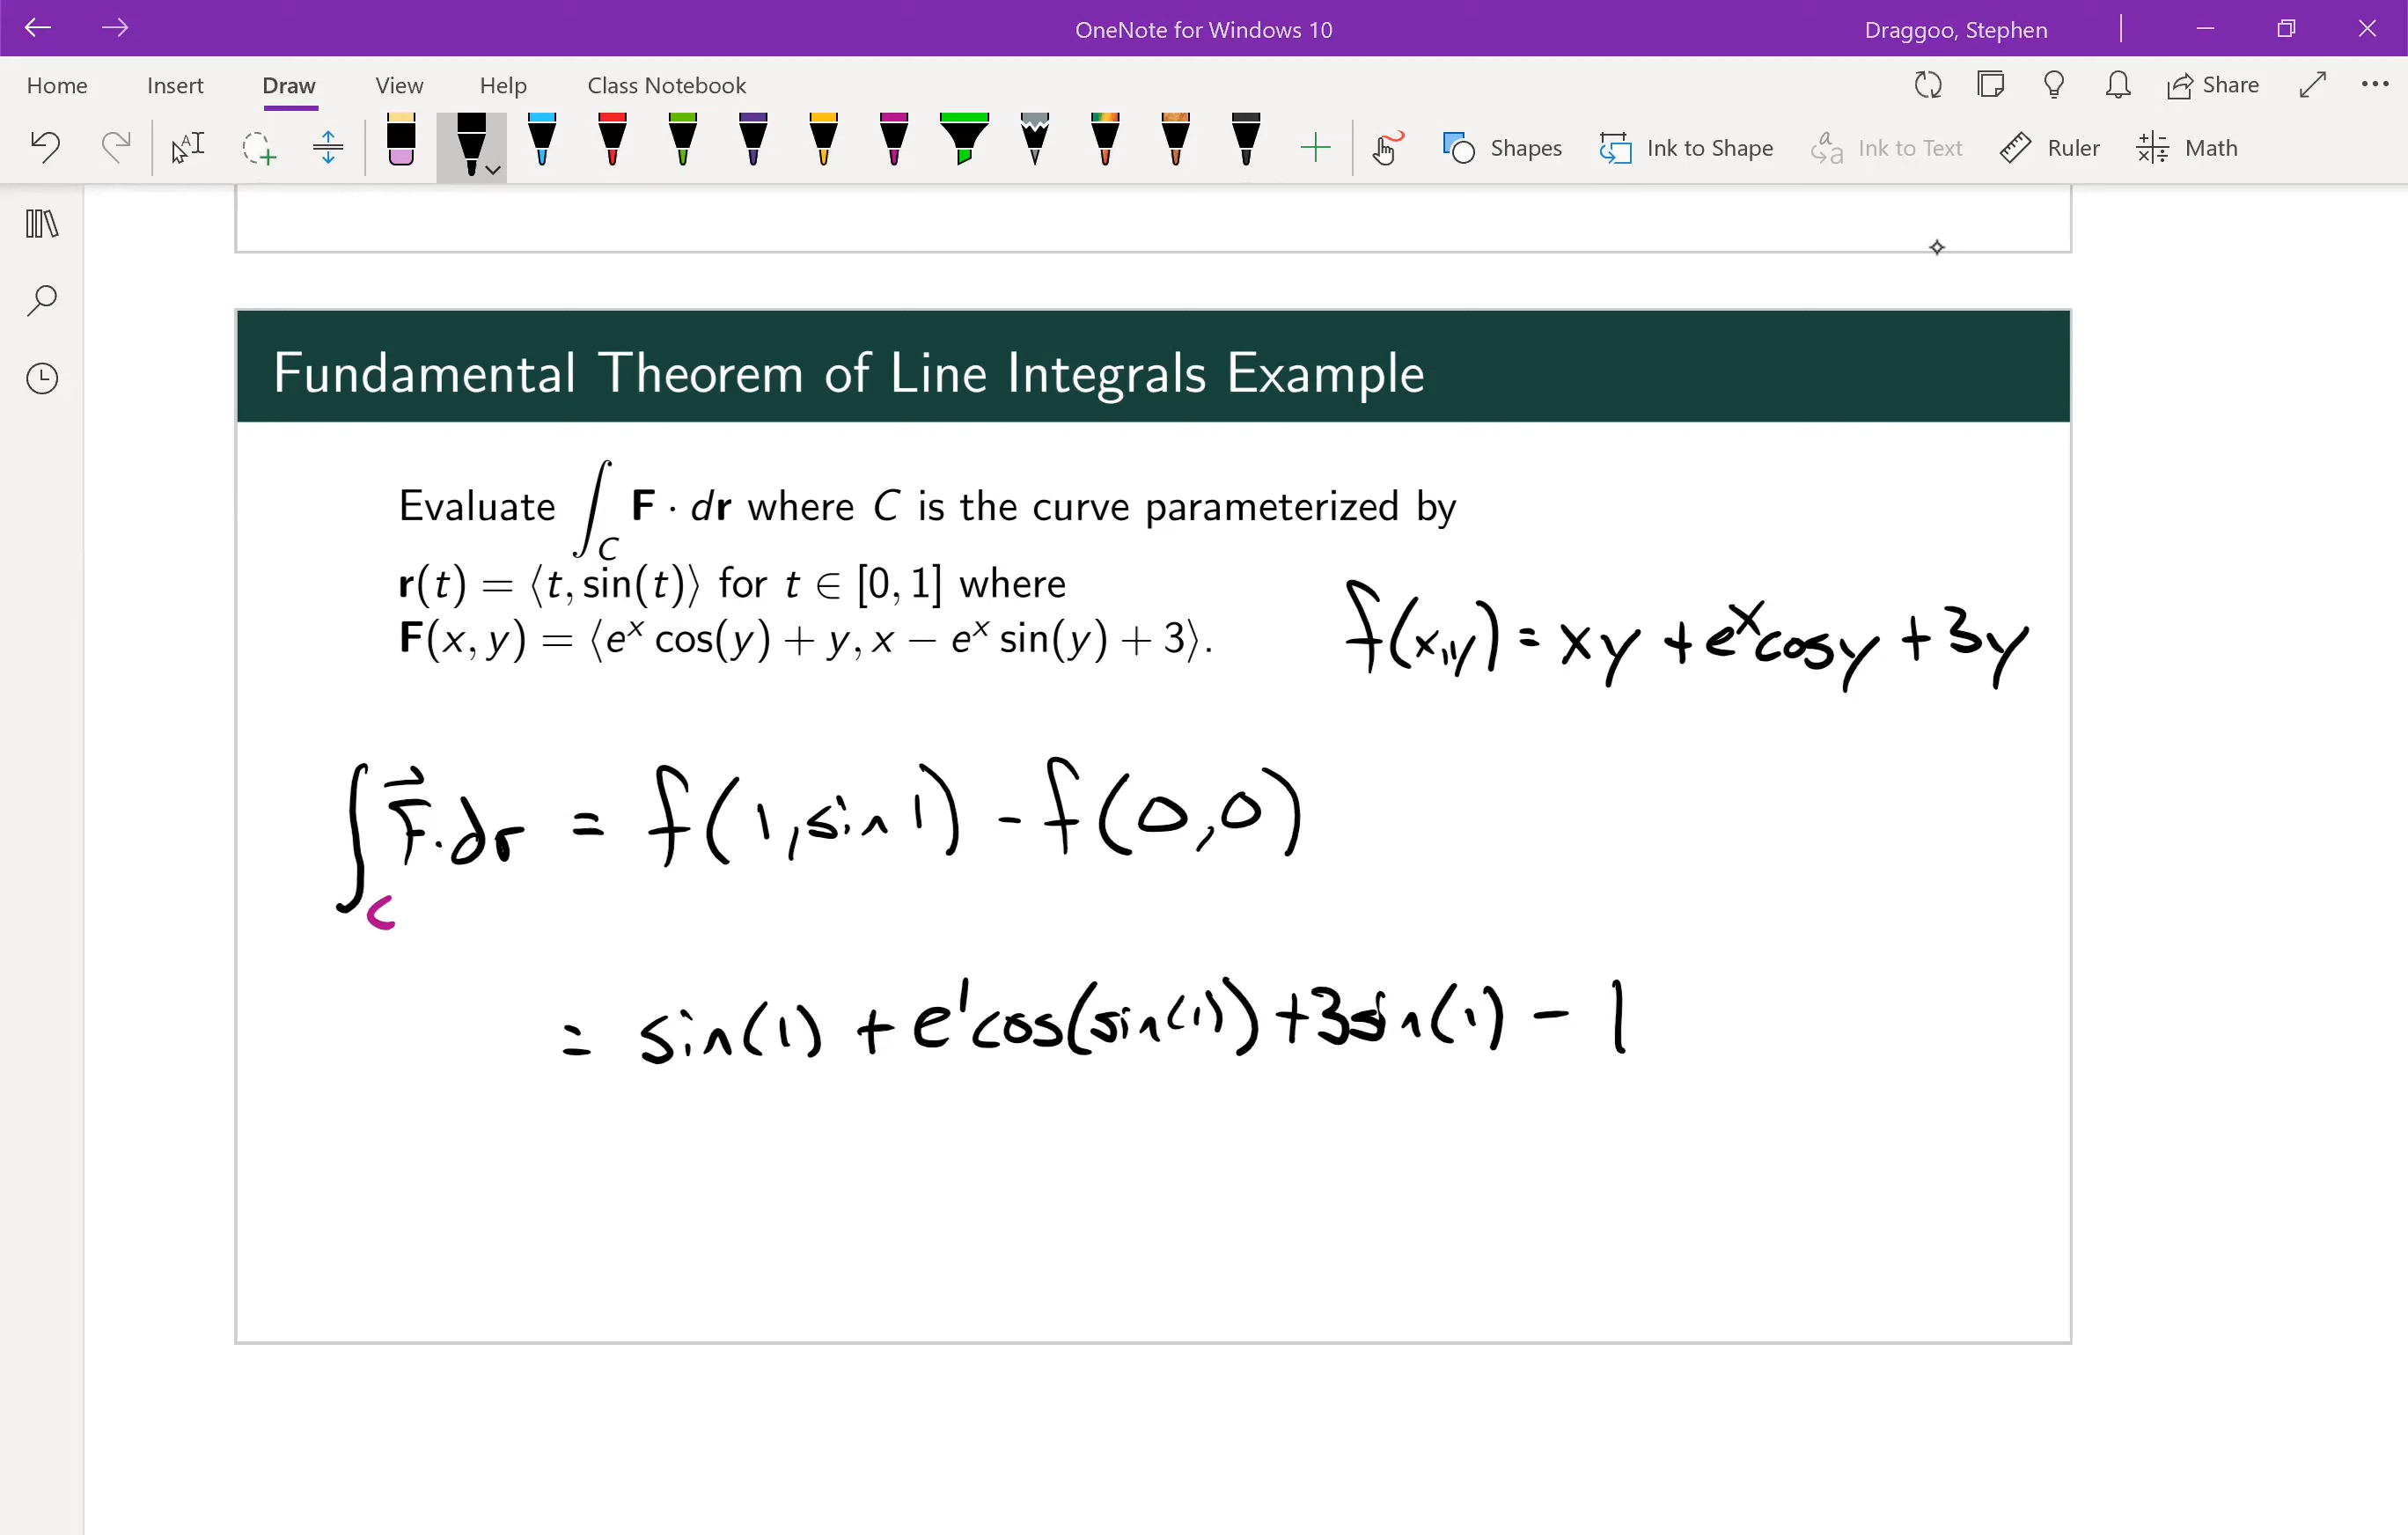 OneNote for Windows 10
Draggoo, Stephen
Home Insert Draw View Help Class Notebook Share
Shapes Ink to Shape Ink to Text Ruler Math
Fundamental Theorem of Line Integrals Example
Evaluate ∫_C F · dr where C is the curve parameterized by
r(t) = ⟨t, sin(t)⟩ for t ∈ [0, 1] where
F(x, y) = ⟨e^x cos(y) + y, x − e^x sin(y) + 3⟩.
f(x,y) = xy + e^x cosy + 3y
∫_C F⃗·dr = f(1,sin 1) - f(0,0)
= sin(1) + e^1 cos(sin(1)) + 3sin(1) - 1